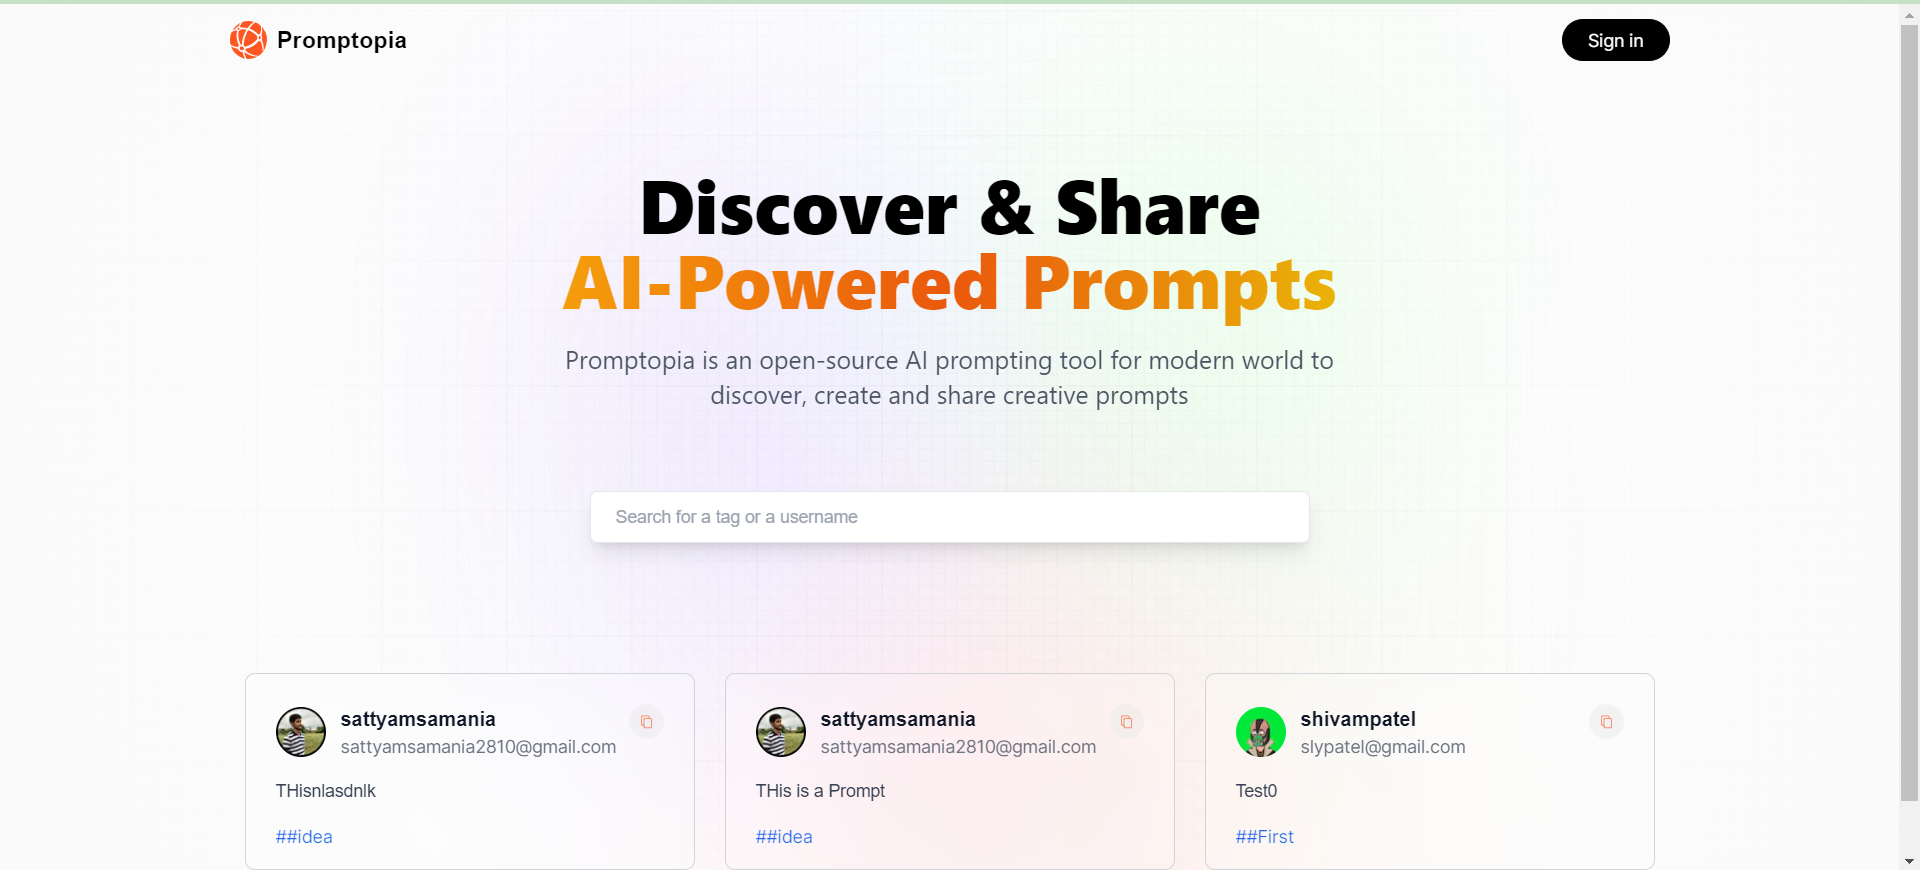 Promptopia
Sign in
Discover & Share
AI-Powered Prompts
Promptopia is an open-source AI prompting tool for modern world to
discover, create and share creative prompts
Search for a tag or a username
sattyamsamania
sattyamsamania2810@gmail.com
THisnlasdnlk
##idea
sattyamsamania
sattyamsamania2810@gmail.com
THis is a Prompt
##idea
shivampatel
slypatel@gmail.com
Test0
##First